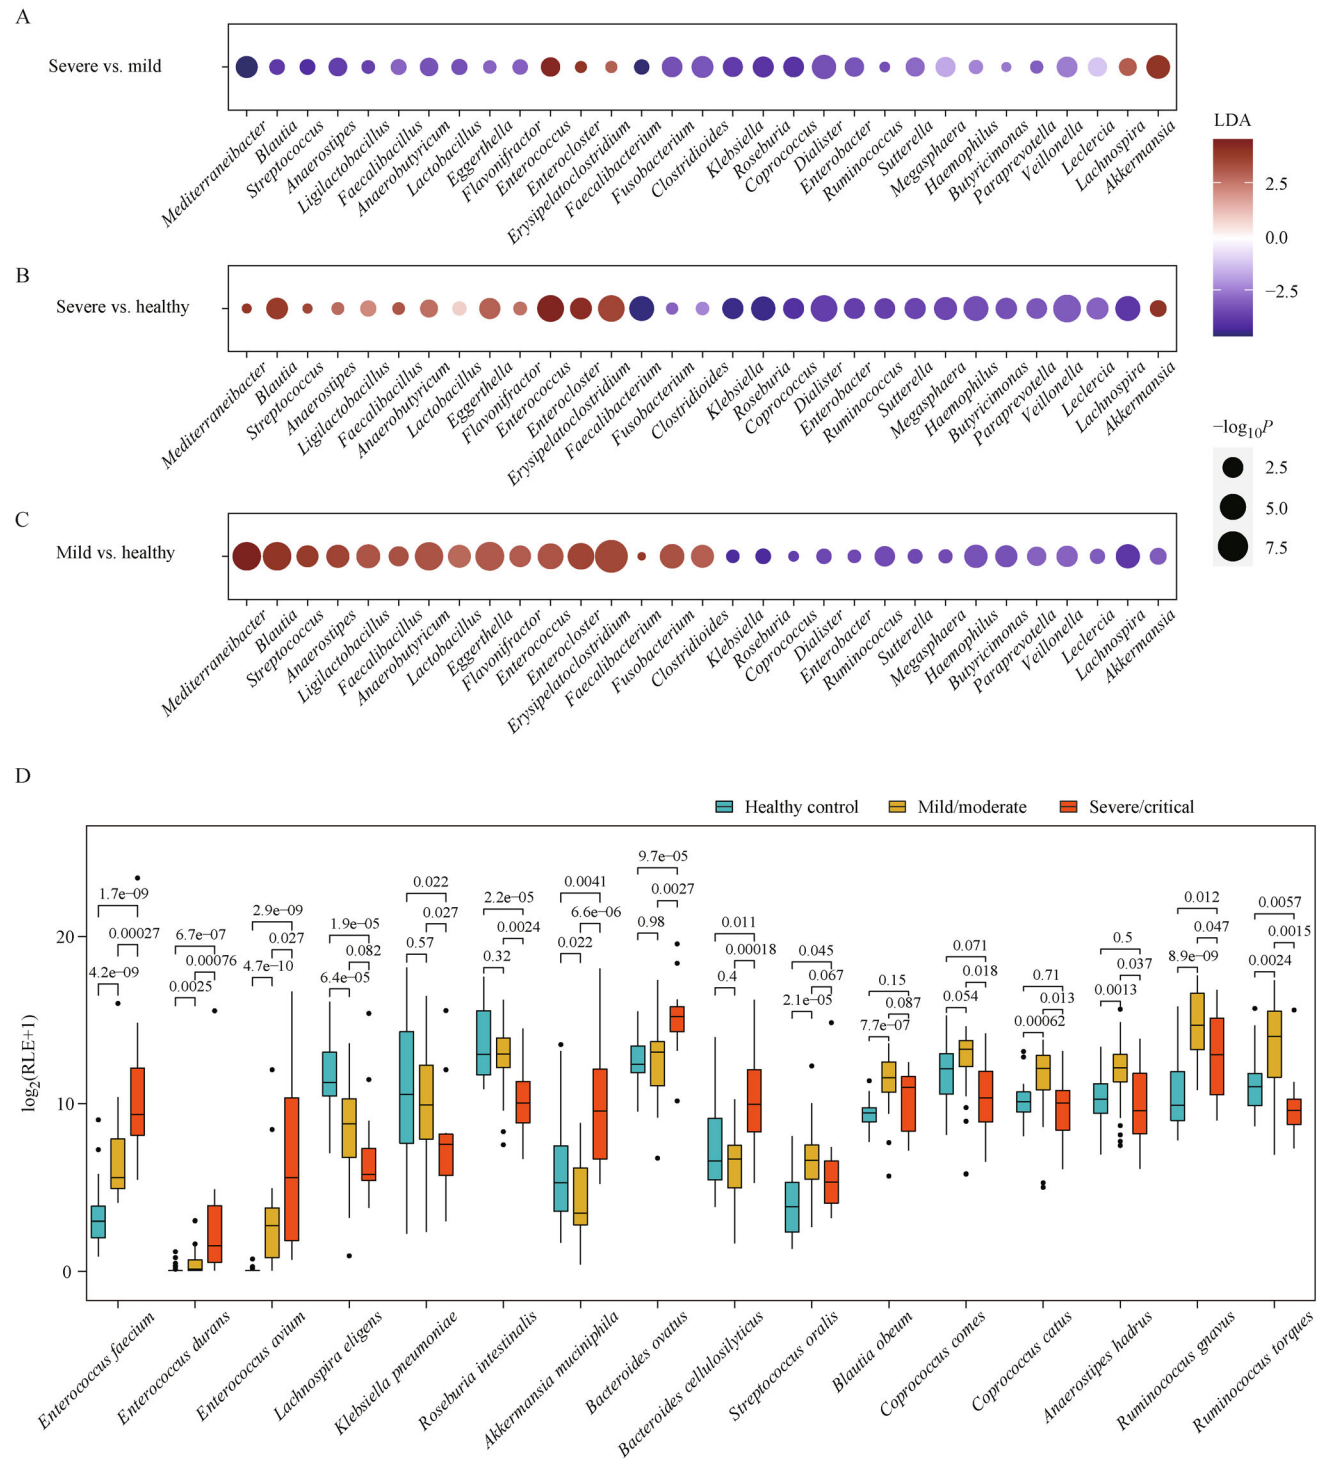 A
Severe vs. mild
Mediterraneibacter
Blautia
Streptococcus
Anaerostipes
Ligilactobacillus
Faecalibacillus
Anaerobutyricum
Lactobacillus
Eggerthella
Flavonifractor
Enterococcus
Enterocloster
Erysipelatoclostridium
Faecalibacterium
Fusobacterium
Clostridioides
Klebsiella
Roseburia
Coprococcus
Dialister
Enterobacter
Ruminococcus
Sutterella
Megasphaera
Haemophilus
Butyricimonas
Paraprevotella
Veillonella
Leclercia
Lachnospira
Akkermansia
LDA
2.5
0.0
−2.5
B
Severe vs. healthy
Mediterraneibacter
Blautia
Streptococcus
Anaerostipes
Ligilactobacillus
Faecalibacillus
Anaerobutyricum
Lactobacillus
Eggerthella
Flavonifractor
Enterococcus
Enterocloster
Erysipelatoclostridium
Faecalibacterium
Fusobacterium
Clostridioides
Klebsiella
Roseburia
Coprococcus
Dialister
Enterobacter
Ruminococcus
Sutterella
Megasphaera
Haemophilus
Butyricimonas
Paraprevotella
Veillonella
Leclercia
Lachnospira
Akkermansia
−log10P
2.5
5.0
7.5
C
Mild vs. healthy
Mediterraneibacter
Blautia
Streptococcus
Anaerostipes
Ligilactobacillus
Faecalibacillus
Anaerobutyricum
Lactobacillus
Eggerthella
Flavonifractor
Enterococcus
Enterocloster
Erysipelatoclostridium
Faecalibacterium
Fusobacterium
Clostridioides
Klebsiella
Roseburia
Coprococcus
Dialister
Enterobacter
Ruminococcus
Sutterella
Megasphaera
Haemophilus
Butyricimonas
Paraprevotella
Veillonella
Leclercia
Lachnospira
Akkermansia
D
Healthy control Mild/moderate Severe/critical
log2(RLE+1)
20
10
0
1.7e−09
0.00027
4.2e−09
6.7e−07
0.00076
0.0025
2.9e−09
0.027
4.7e−10
1.9e−05
0.082
6.4e−05
0.022
0.027
0.57
2.2e−05
0.0024
0.32
0.0041
6.6e−06
0.022
9.7e−05
0.0027
0.98
0.011
0.00018
0.4
0.045
0.067
2.1e−05
0.15
0.087
7.7e−07
0.071
0.018
0.054
0.71
0.013
0.00062
0.5
0.037
0.0013
0.012
0.047
8.9e−09
0.0057
0.0015
0.0024
Enterococcus faecium
Enterococcus durans
Enterococcus avium
Lachnospira eligens
Klebsiella pneumoniae
Roseburia intestinalis
Akkermansia muciniphila
Bacteroides ovatus
Bacteroides cellulosilyticus
Streptococcus oralis
Blautia obeum
Coprococcus comes
Coprococcus catus
Anaerostipes hadrus
Ruminococcus gnavus
Ruminococcus torques